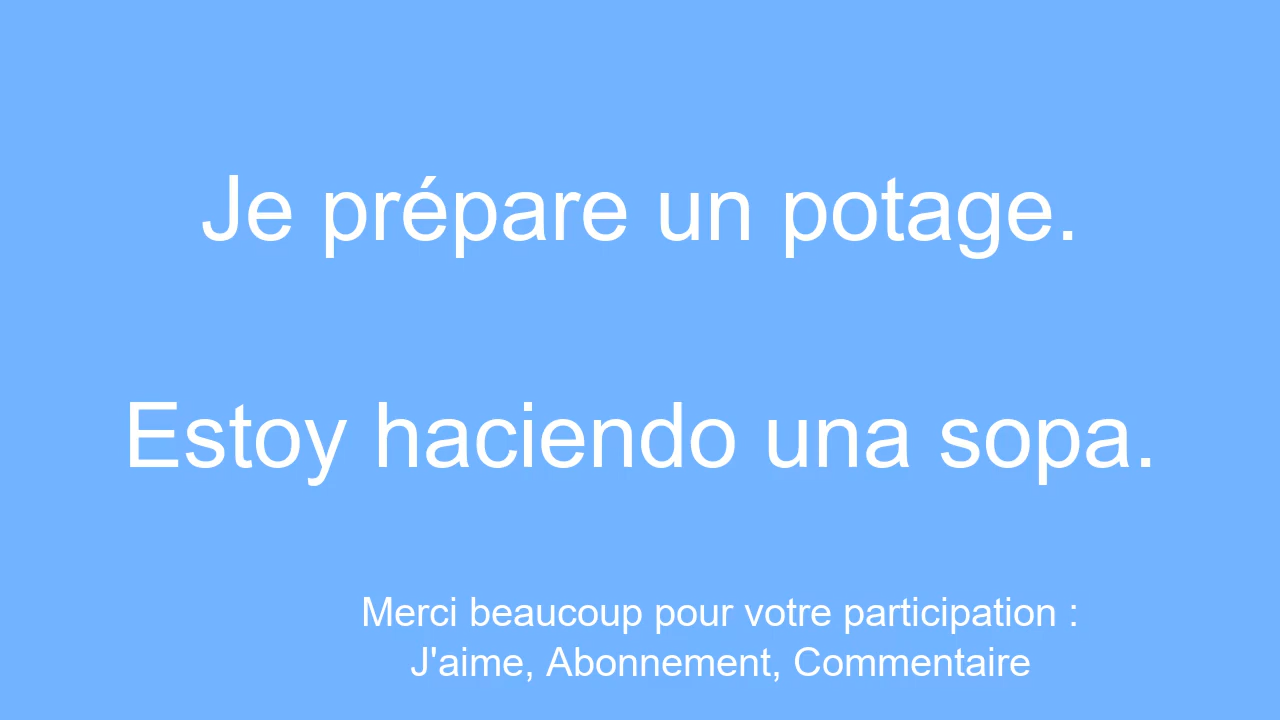 Je prépare un potage.
Estoy haciendo una sopa.
Merci beaucoup pour votre participation :
J'aime, Abonnement, Commentaire